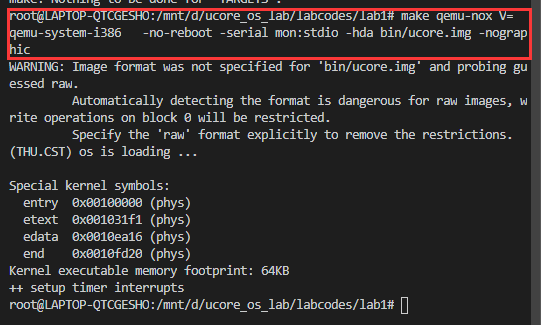 make: Nothing to be done for 'TARGETS'.
root@LAPTOP-QTCGESHO:/mnt/d/ucore_os_lab/labcodes/lab1# make qemu-nox V=
qemu-system-i386   -no-reboot -serial mon:stdio -hda bin/ucore.img -nograp
hic
WARNING: Image format was not specified for 'bin/ucore.img' and probing gu
essed raw.
         Automatically detecting the format is dangerous for raw images, w
rite operations on block 0 will be restricted.
         Specify the 'raw' format explicitly to remove the restrictions.
(THU.CST) os is loading ...

Special kernel symbols:
  entry  0x00100000 (phys)
  etext  0x001031f1 (phys)
  edata  0x0010ea16 (phys)
  end    0x0010fd20 (phys)
Kernel executable memory footprint: 64KB
++ setup timer interrupts
root@LAPTOP-QTCGESHO:/mnt/d/ucore_os_lab/labcodes/lab1#